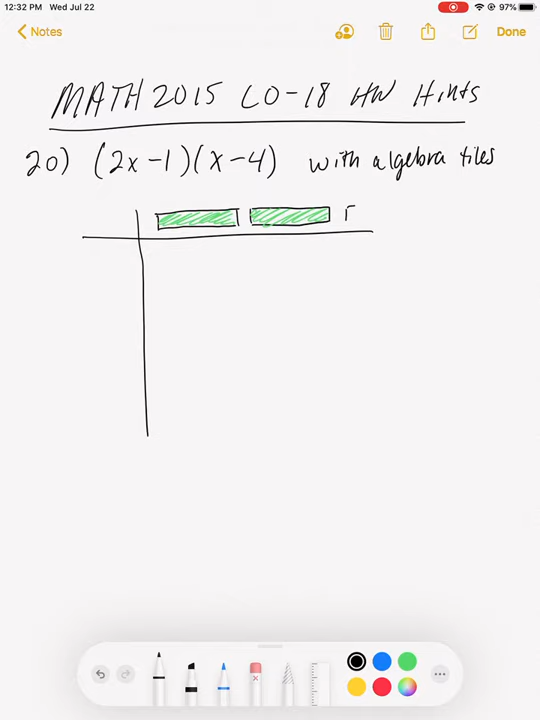 12:32 PM Wed Jul 22 97%
Notes Done
MATH 2015 LO-18 HW Hints
20) (2x-1)(x-4) with algebra tiles